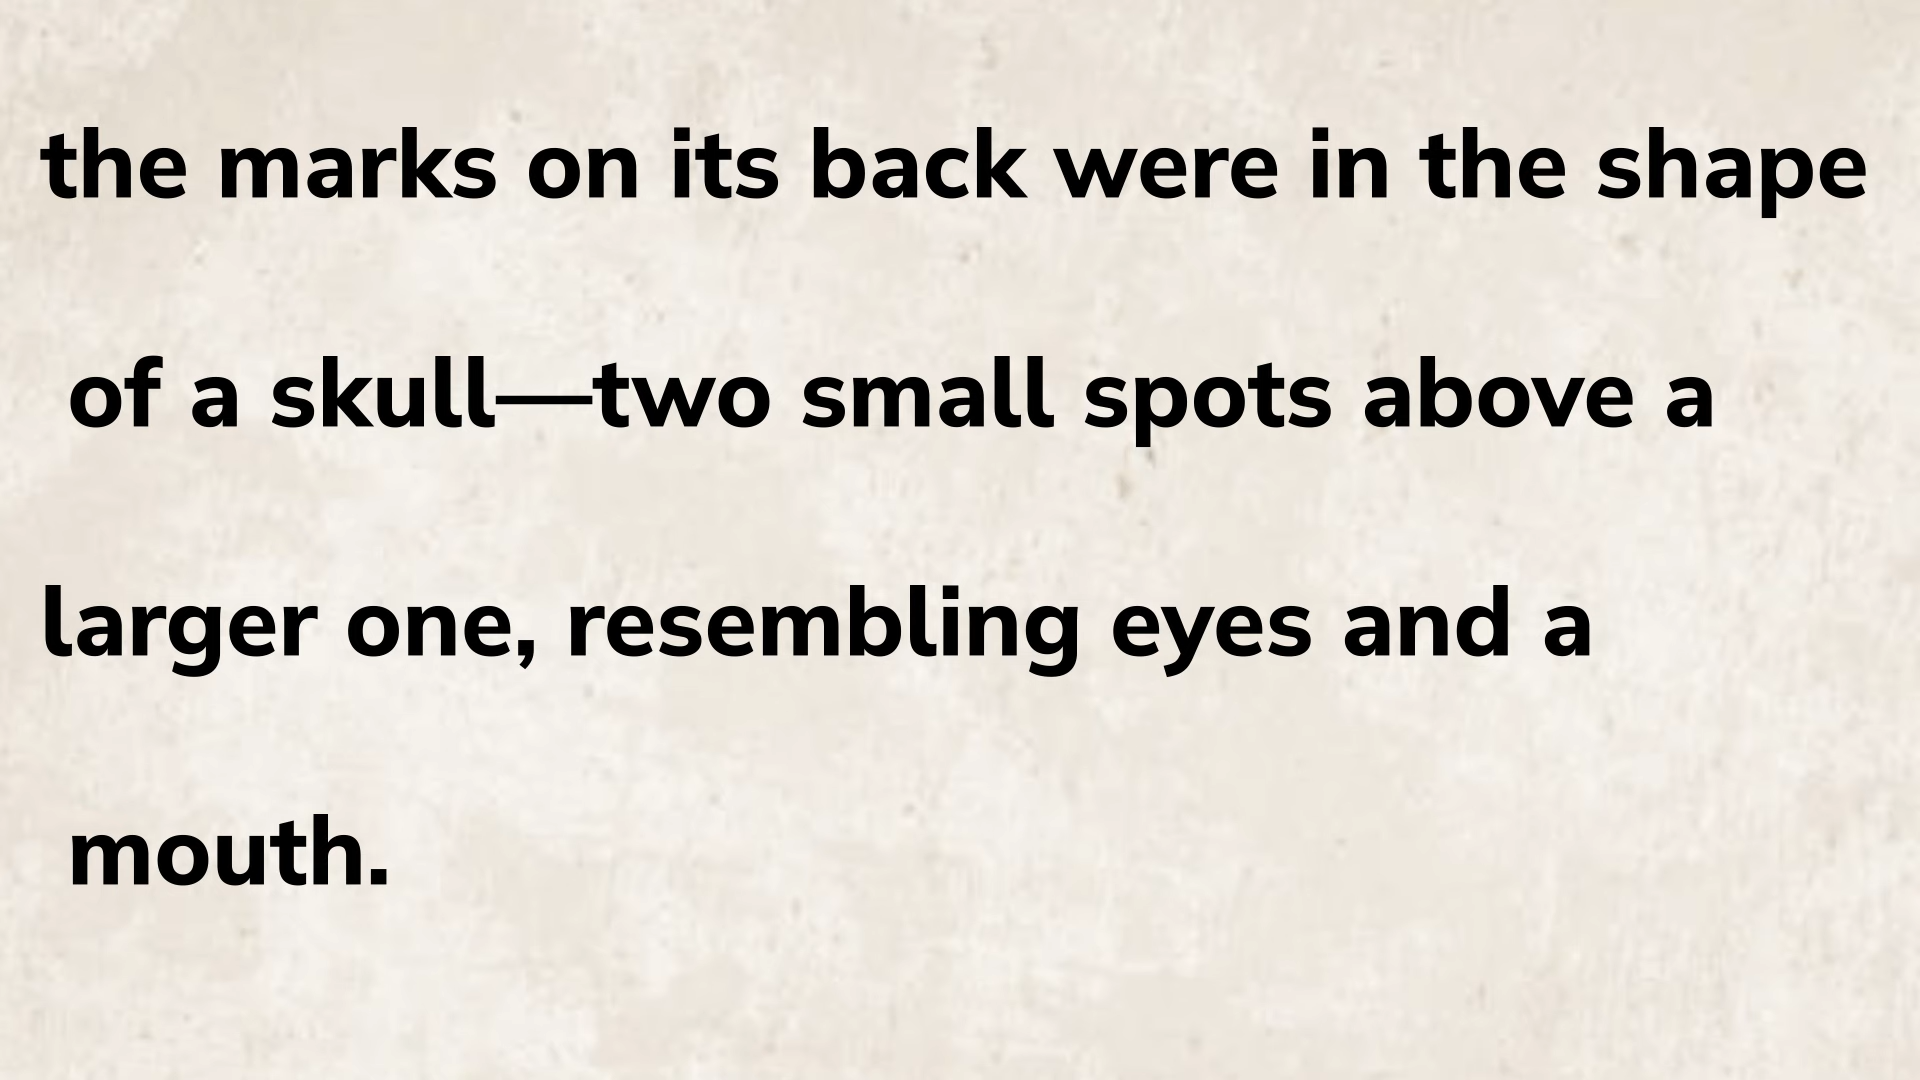 the marks on its back were in the shape
of a skull—two small spots above a
larger one, resembling eyes and a
mouth.